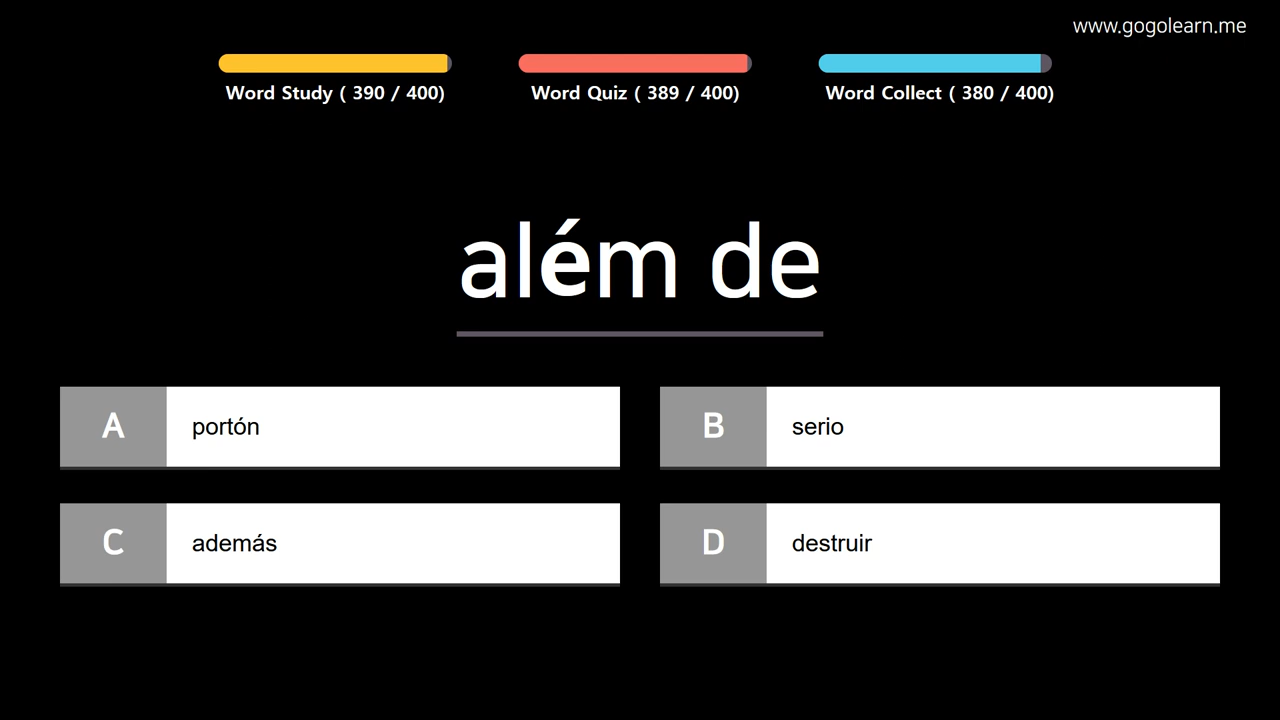 www.gogolearn.me
Word Study ( 390 / 400)
Word Quiz ( 389 / 400)
Word Collect ( 380 / 400)
além de
A portón
B serio
C además
D destruir